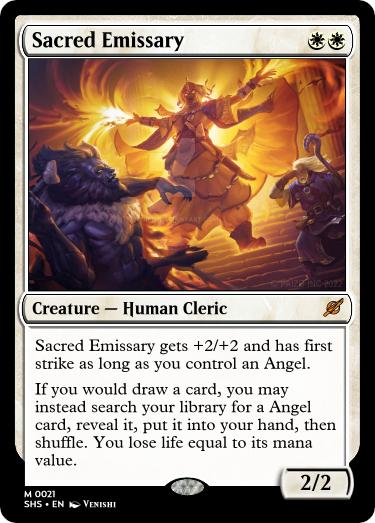 Sacred Emissary
© PAIZO INC 2022
Creature — Human Cleric
Sacred Emissary gets +2/+2 and has first
strike as long as you control an Angel.
If you would draw a card, you may
instead search your library for a Angel
card, reveal it, put it into your hand, then
shuffle. You lose life equal to its mana
value.
2/2
M 0021
SHS • EN Venishi